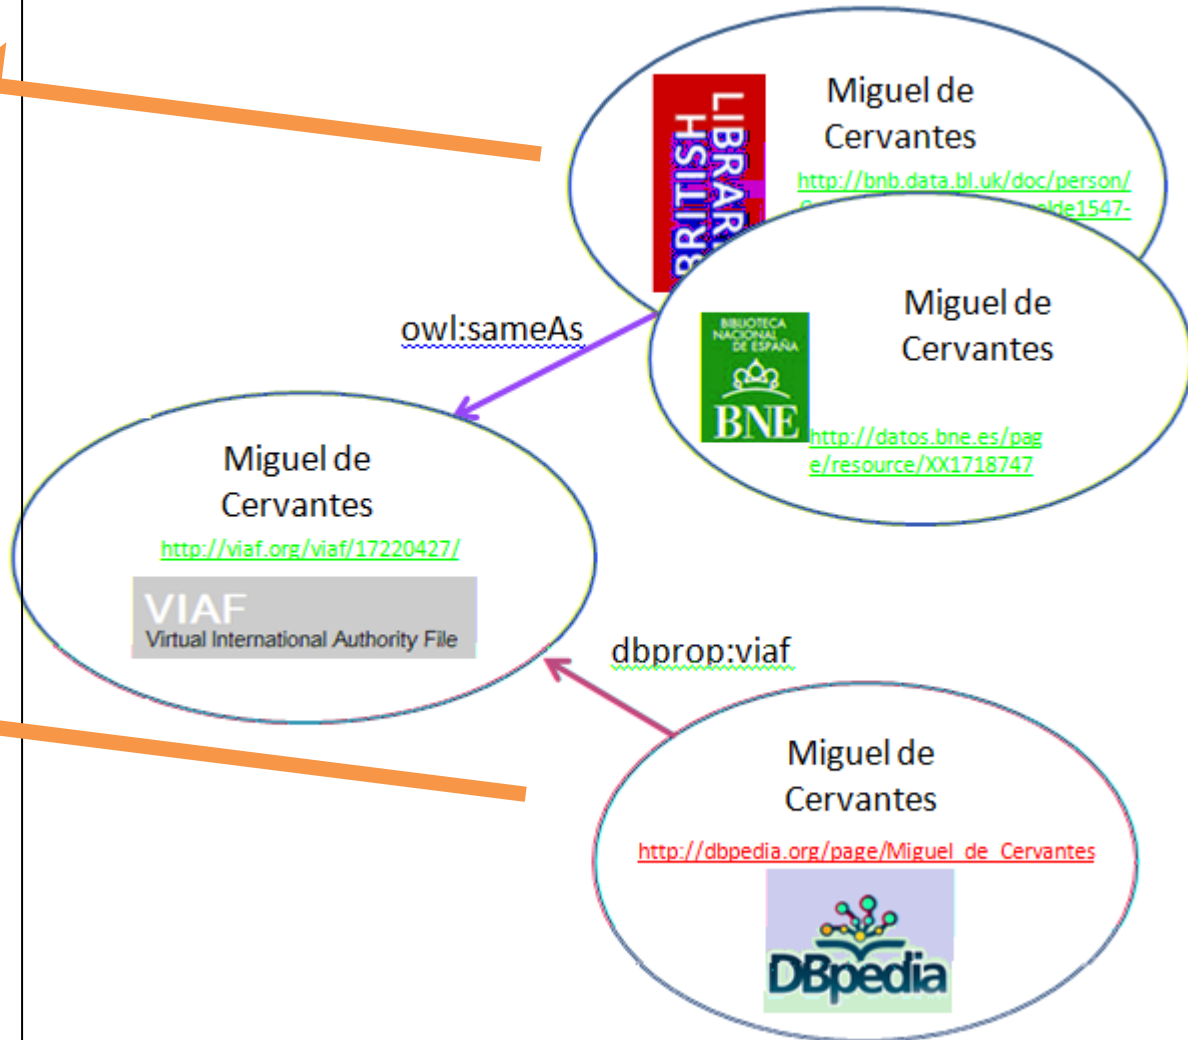 Miguel de
Cervantes
http://bnb.data.bl.uk/doc/person/
1547-
BRITISH
Miguel de
Cervantes
BIBLIOTECA
NACIONAL
DE ESPAÑA
BNE
http://datos.bne.es/pag
e/resource/XX1718747
owl:sameAs
Miguel de
Cervantes
http://viaf.org/viaf/17220427/
VIAF
Virtual International Authority File
dbprop:viaf
Miguel de
Cervantes
http://dbpedia.org/page/Miguel_de_Cervantes
DBpedia